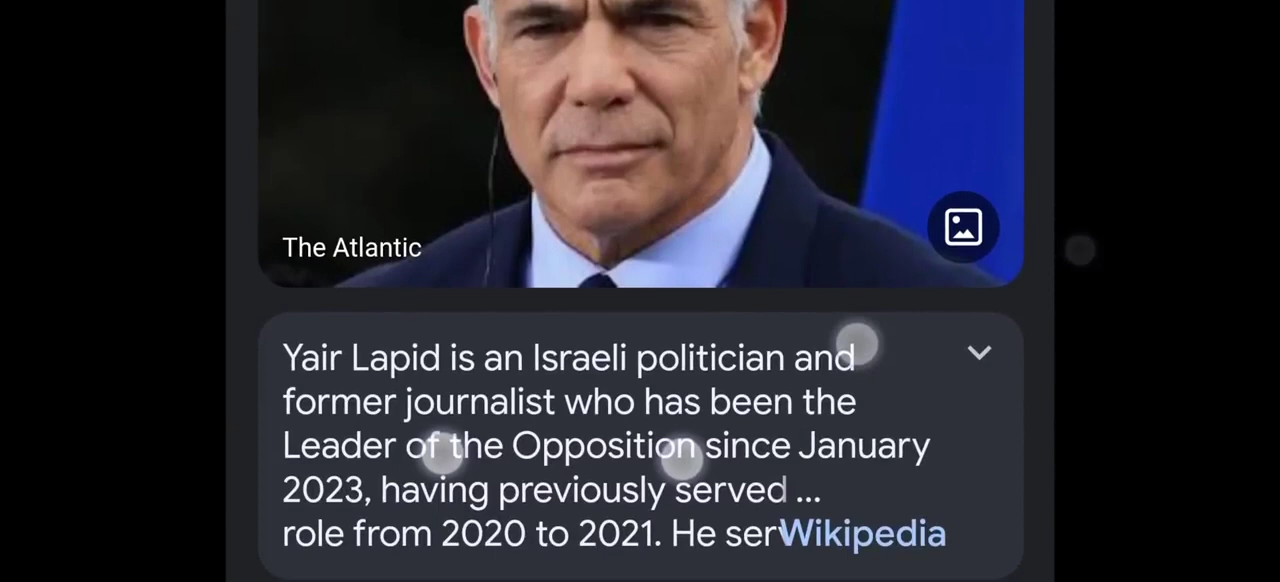 The Atlantic
Yair Lapid is an Israeli politician and
former journalist who has been the
Leader of the Opposition since January
2023, having previously served ...
role from 2020 to 2021. He serWikipedia